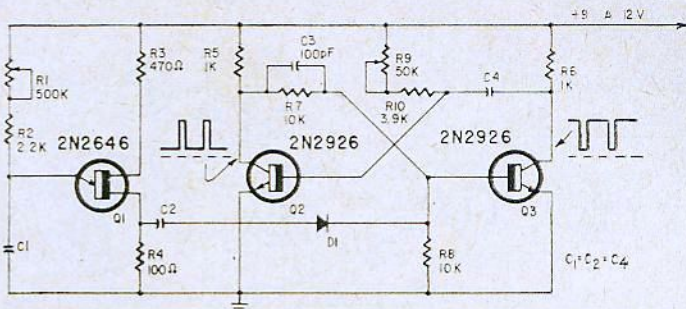 +9 A 12V
R1
500K
R2
2.2K
C1
2N2646
Q1
R3
470Ω
R4
100Ω
C2
R5
1K
C3
100pF
R7
10K
2N2926
Q2
D1
R9
50K
R10
3.9K
C4
R8
10K
2N2926
Q3
R6
1K
C₁=C₂=C4